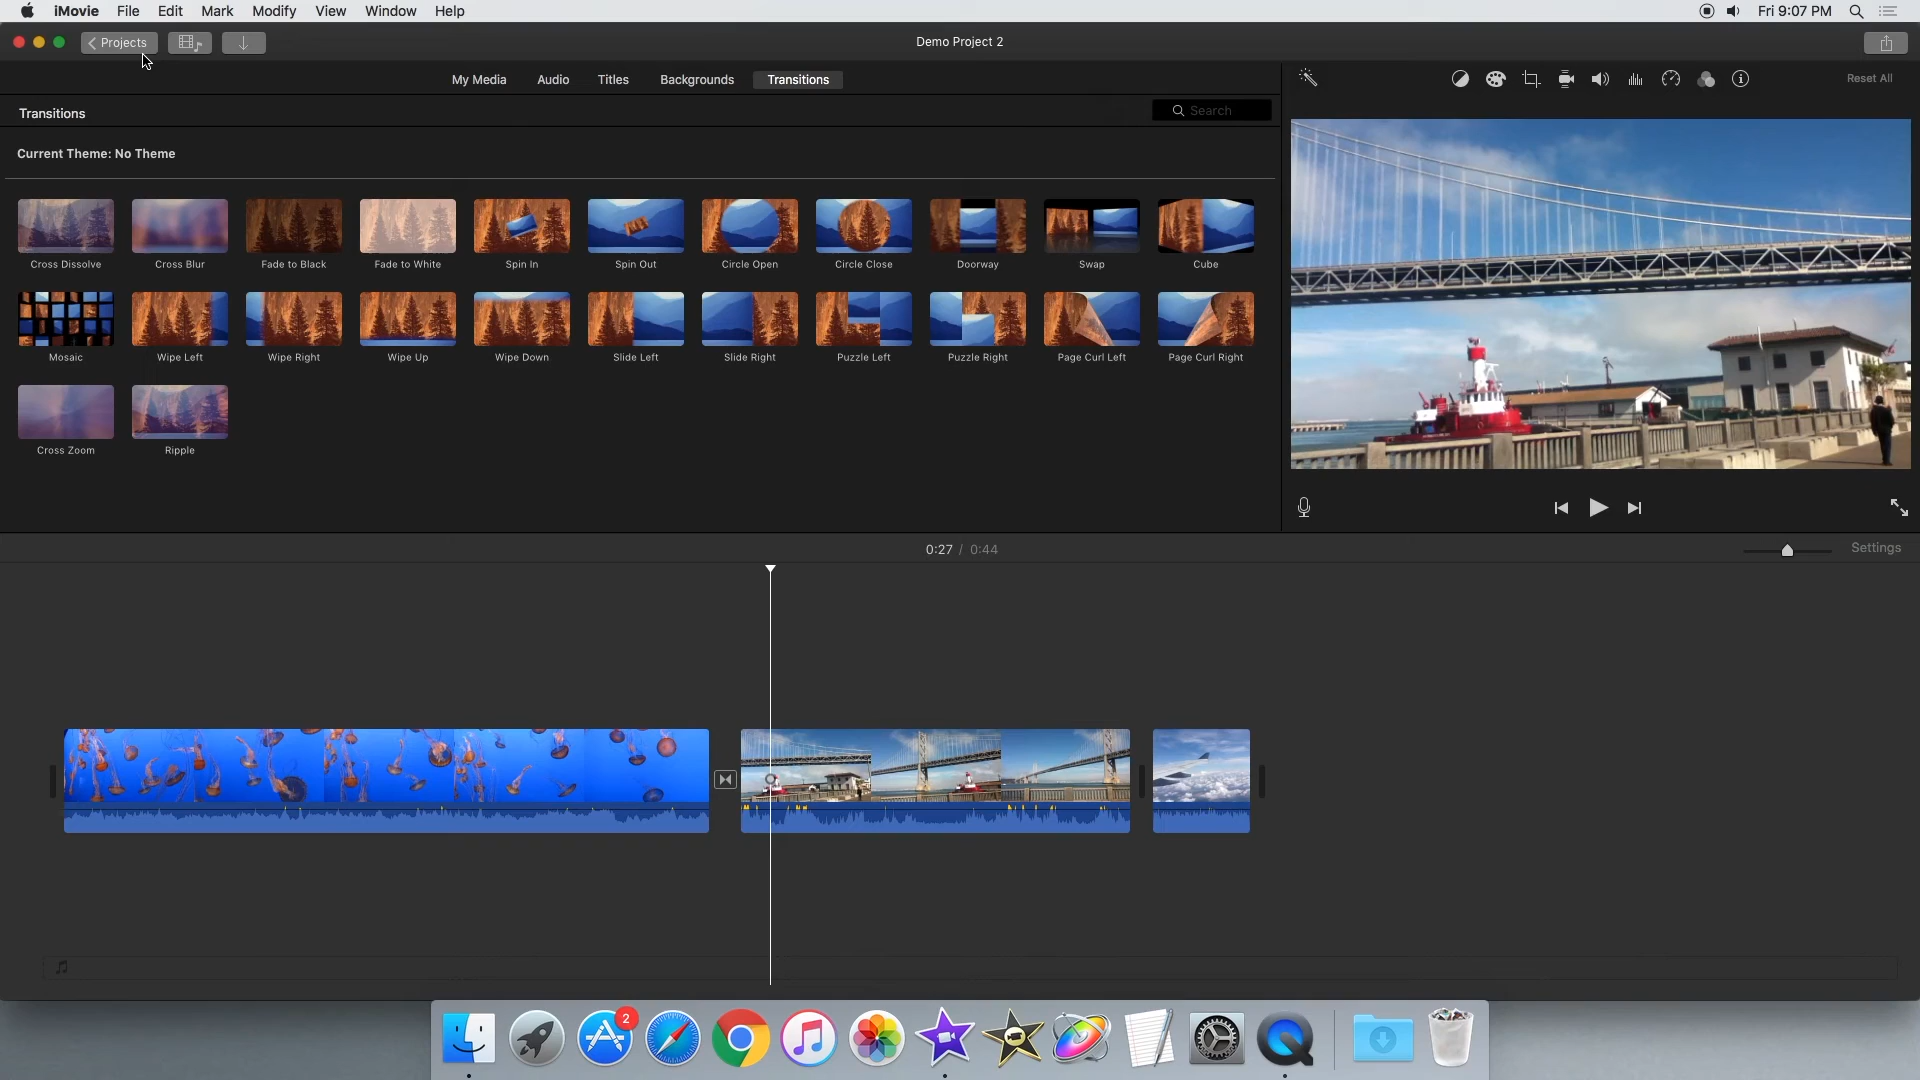 iMovie File Edit Mark Modify View Window Help Fri 9:07 PM
Projects Demo Project 2
My Media Audio Titles Backgrounds Transitions Reset All
Transitions Search
Current Theme: No Theme
Cross Dissolve Cross Blur Fade to Black Fade to White Spin In Spin Out Circle Open Circle Close Doorway Swap Cube
Mosaic Wipe Left Wipe Right Wipe Up Wipe Down Slide Left Slide Right Puzzle Left Puzzle Right Page Curl Left Page Curl Right
Cross Zoom Ripple
0:27 / 0:44 Settings
2